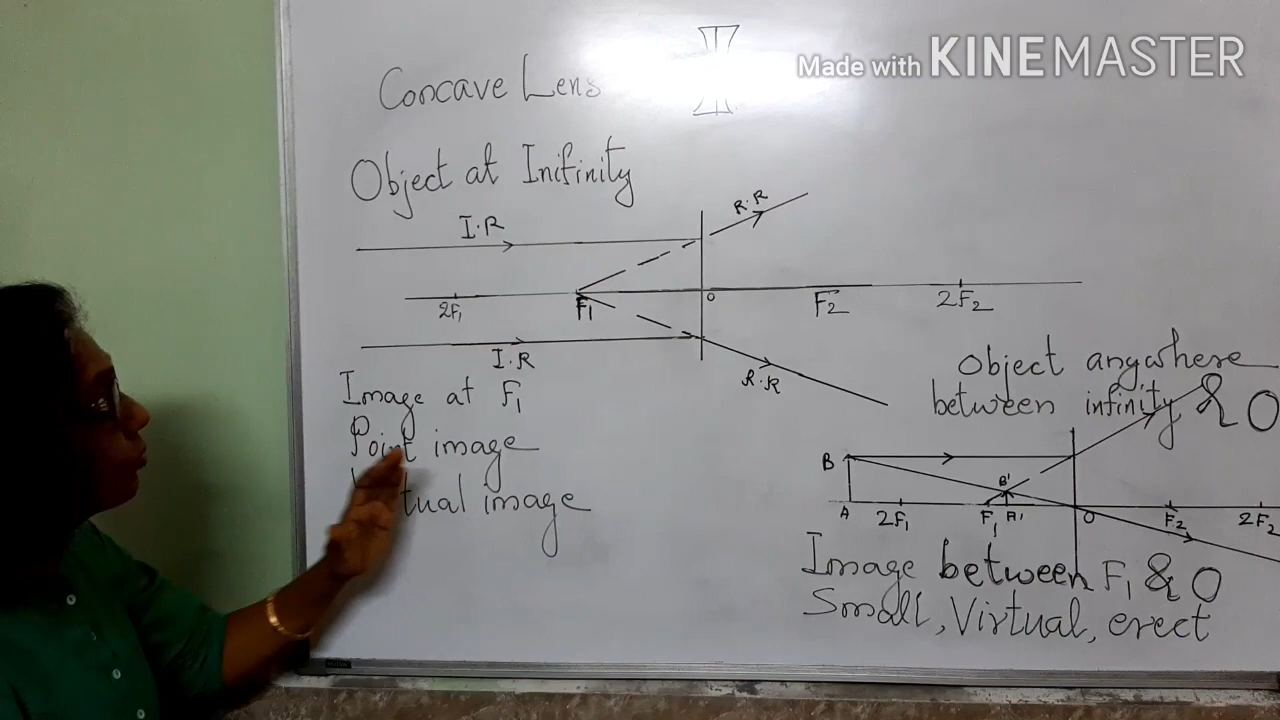 Made with KINEMASTER
Concave Lens
Object at Inifinity
I.R
R.R
2F1
F1
O
F2
2F2
I.R
R.R
Image at F1
Point image
tual image
Object anywhere
between infinity & O
B
B'
A
2F1
F1
A'
O
F2
2F2
Image between F1 & O
Small, Virtual, erect